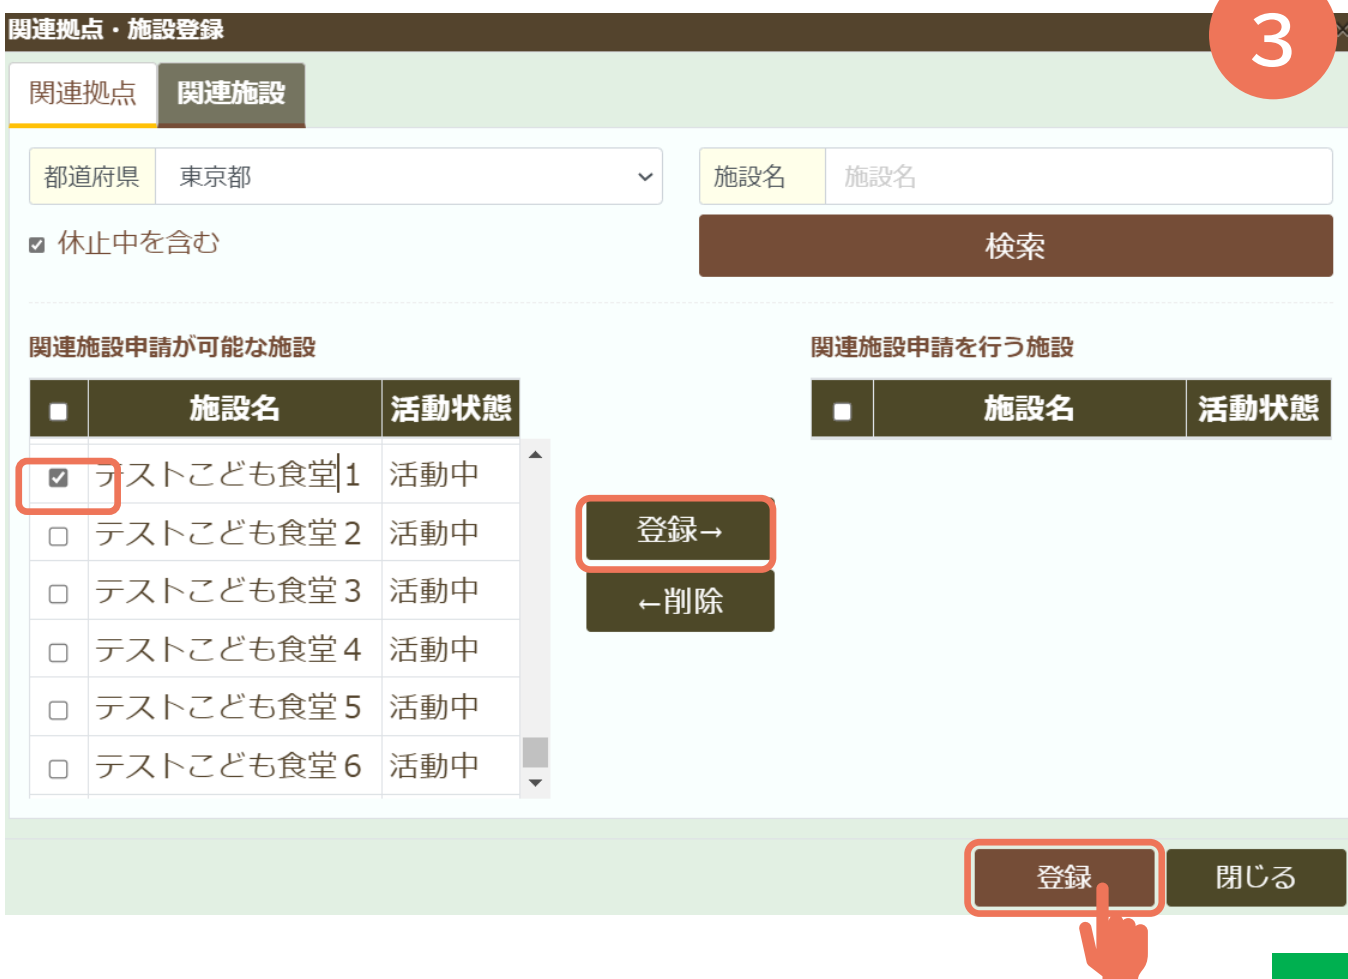 関連拠点・施設登録
3
関連拠点 関連施設
都道府県 東京都 施設名 施設名
休止中を含む 検索
関連施設申請が可能な施設 関連施設申請を行う施設
施設名 活動状態 施設名 活動状態
テストこども食堂1 活動中
テストこども食堂2 活動中
登録→
テストこども食堂3 活動中
←削除
テストこども食堂4 活動中
テストこども食堂5 活動中
テストこども食堂6 活動中
登録 閉じる